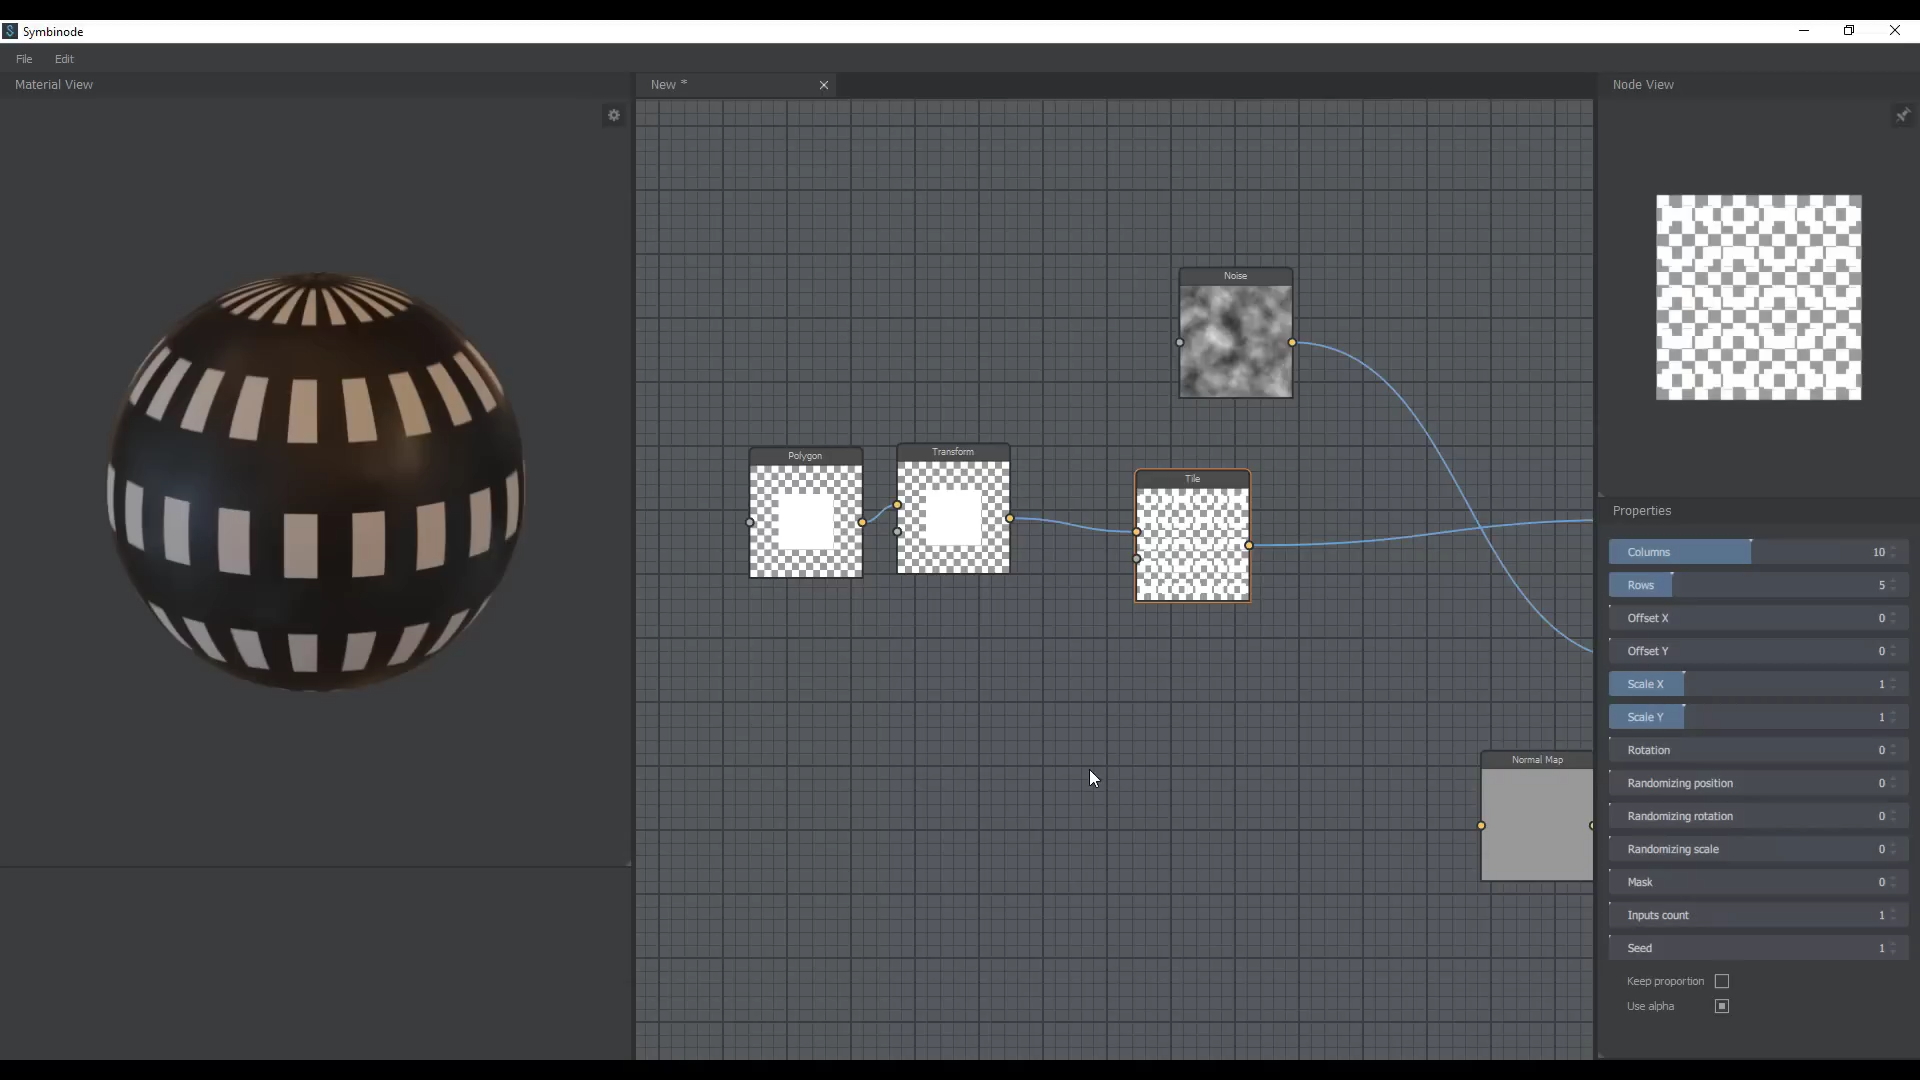 Symbinode
File Edit
Material View
New *
Node View
Noise
Polygon
Transform
Tile
Normal Map
Properties
Columns 10
Rows 5
Offset X 0
Offset Y 0
Scale X 1
Scale Y 1
Rotation 0
Randomizing position 0
Randomizing rotation 0
Randomizing scale 0
Mask 0
Inputs count 1
Seed 1
Keep proportion
Use alpha